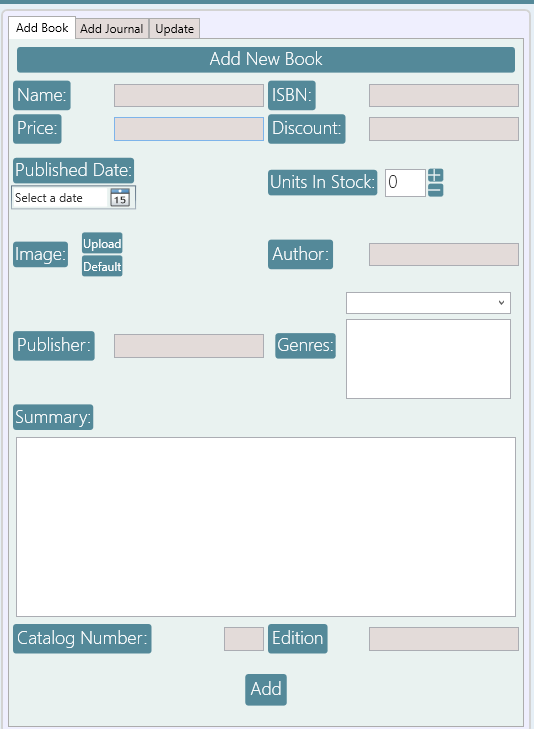 Add Book Add Journal Update
Add New Book
Name: ISBN:
Price: Discount:
Published Date:
Units In Stock: 0 + −
Select a date 15
Upload
Image: Author:
Default
Publisher: Genres:
Summary:
Catalog Number: Edition
Add